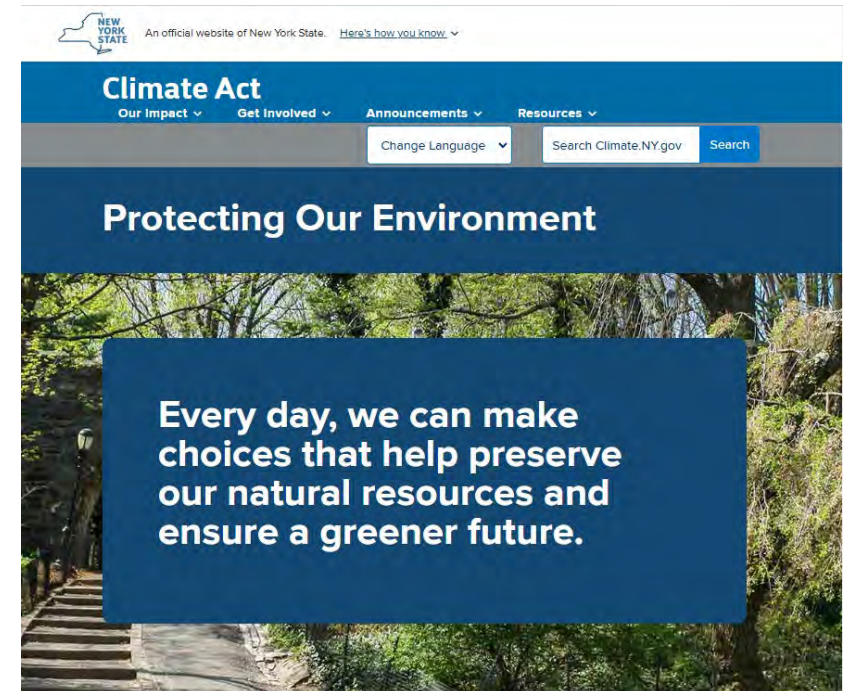 NEW
YORK
STATE
An official website of New York State. Here's how you know
Climate Act
Our Impact Get Involved Announcements Resources
Change Language Search Climate.NY.gov Search
Protecting Our Environment
Every day, we can make
choices that help preserve
our natural resources and
ensure a greener future.